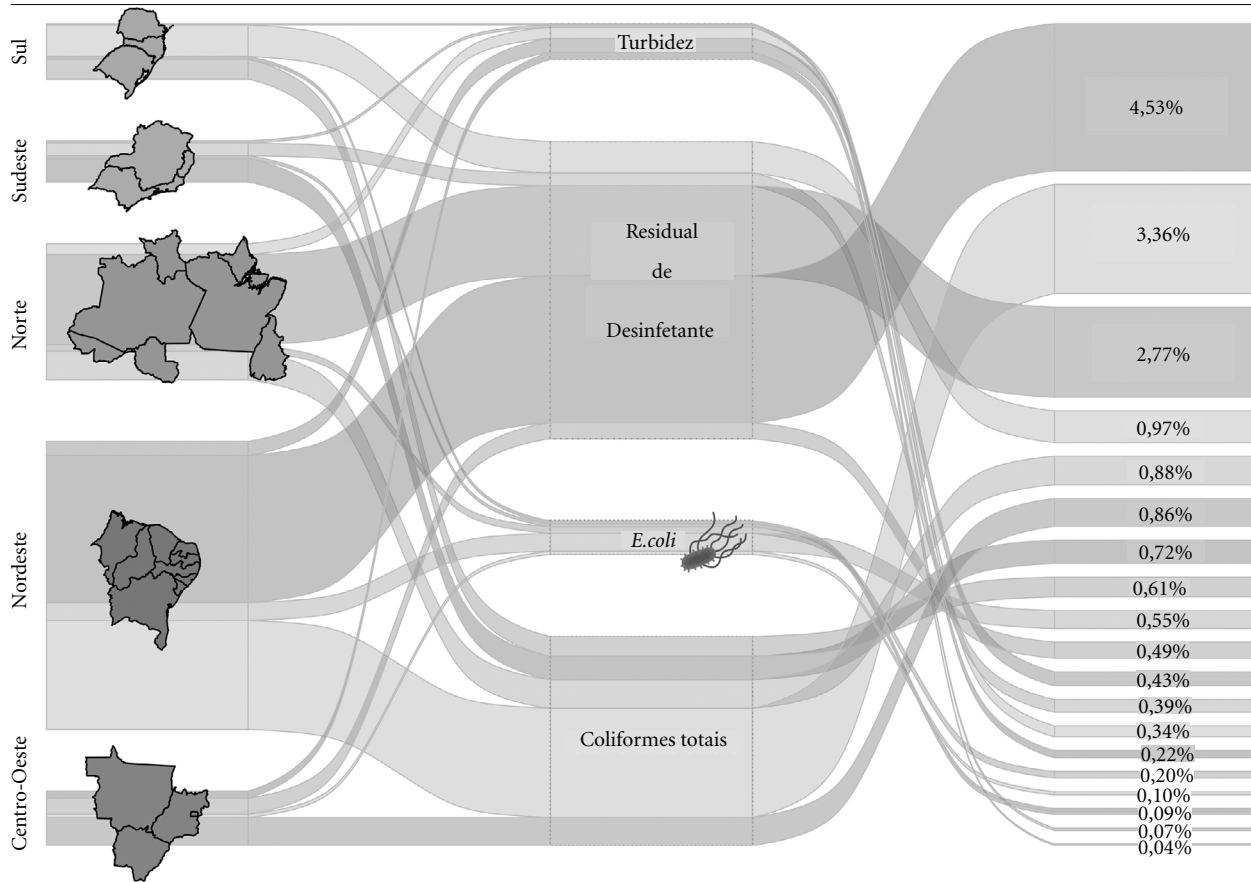 Sul
Sudeste
Norte
Nordeste
Centro-Oeste
Turbidez
Residual
de
Desinfetante
E.coli
Coliformes totais
4,53%
3,36%
2,77%
0,97%
0,88%
0,86%
0,72%
0,61%
0,55%
0,49%
0,43%
0,39%
0,34%
0,22%
0,20%
0,10%
0,09%
0,07%
0,04%